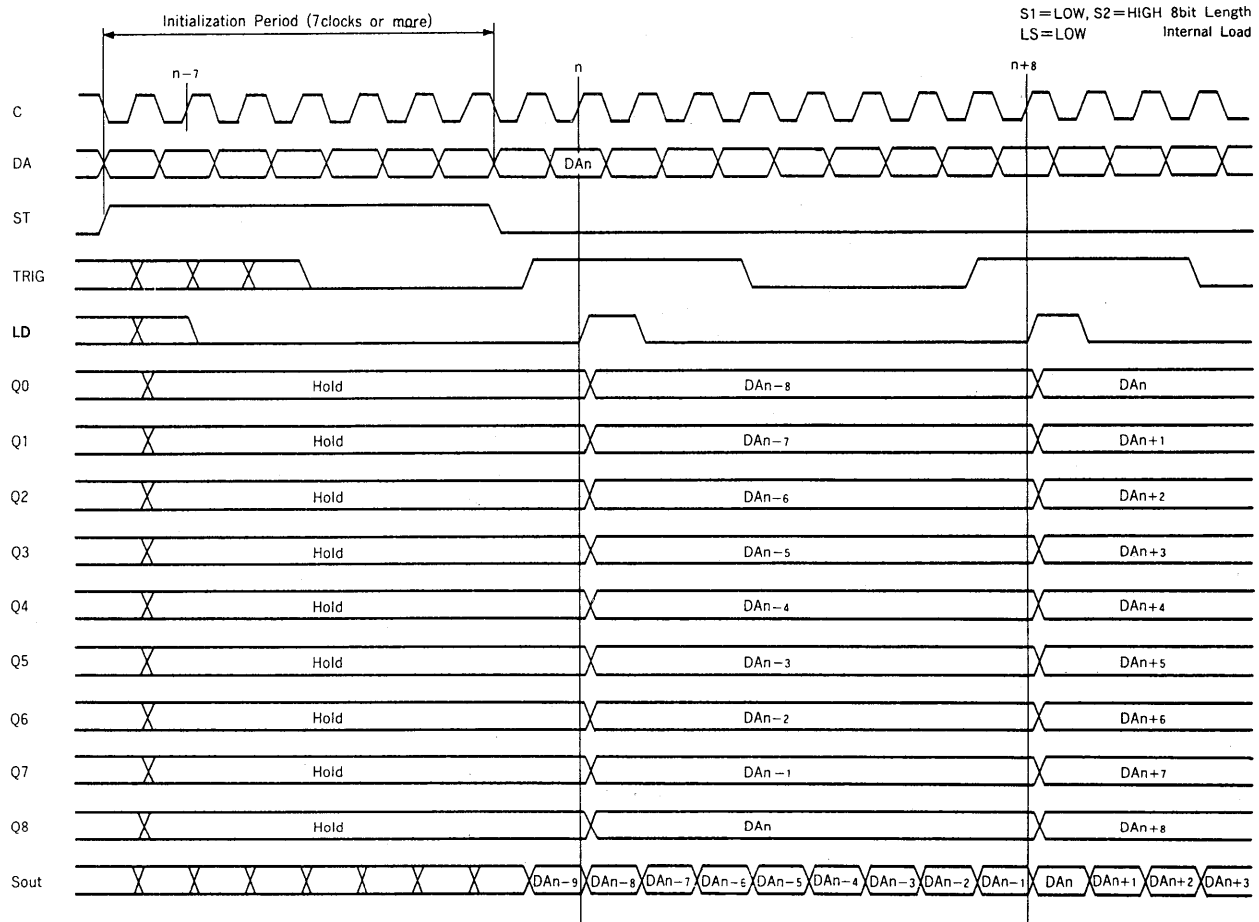 Initialization Period (7clocks or more)
S1=LOW, S2=HIGH 8bit Length
LS=LOW Internal Load
n-7
n
n+8
C
DA
DAn
ST
TRIG
LD
Q0 Hold DAn-8 DAn
Q1 Hold DAn-7 DAn+1
Q2 Hold DAn-6 DAn+2
Q3 Hold DAn-5 DAn+3
Q4 Hold DAn-4 DAn+4
Q5 Hold DAn-3 DAn+5
Q6 Hold DAn-2 DAn+6
Q7 Hold DAn-1 DAn+7
Q8 Hold DAn DAn+8
Sout DAn-9 DAn-8 DAn-7 DAn-6 DAn-5 DAn-4 DAn-3 DAn-2 DAn-1 DAn DAn+1 DAn+2 DAn+3